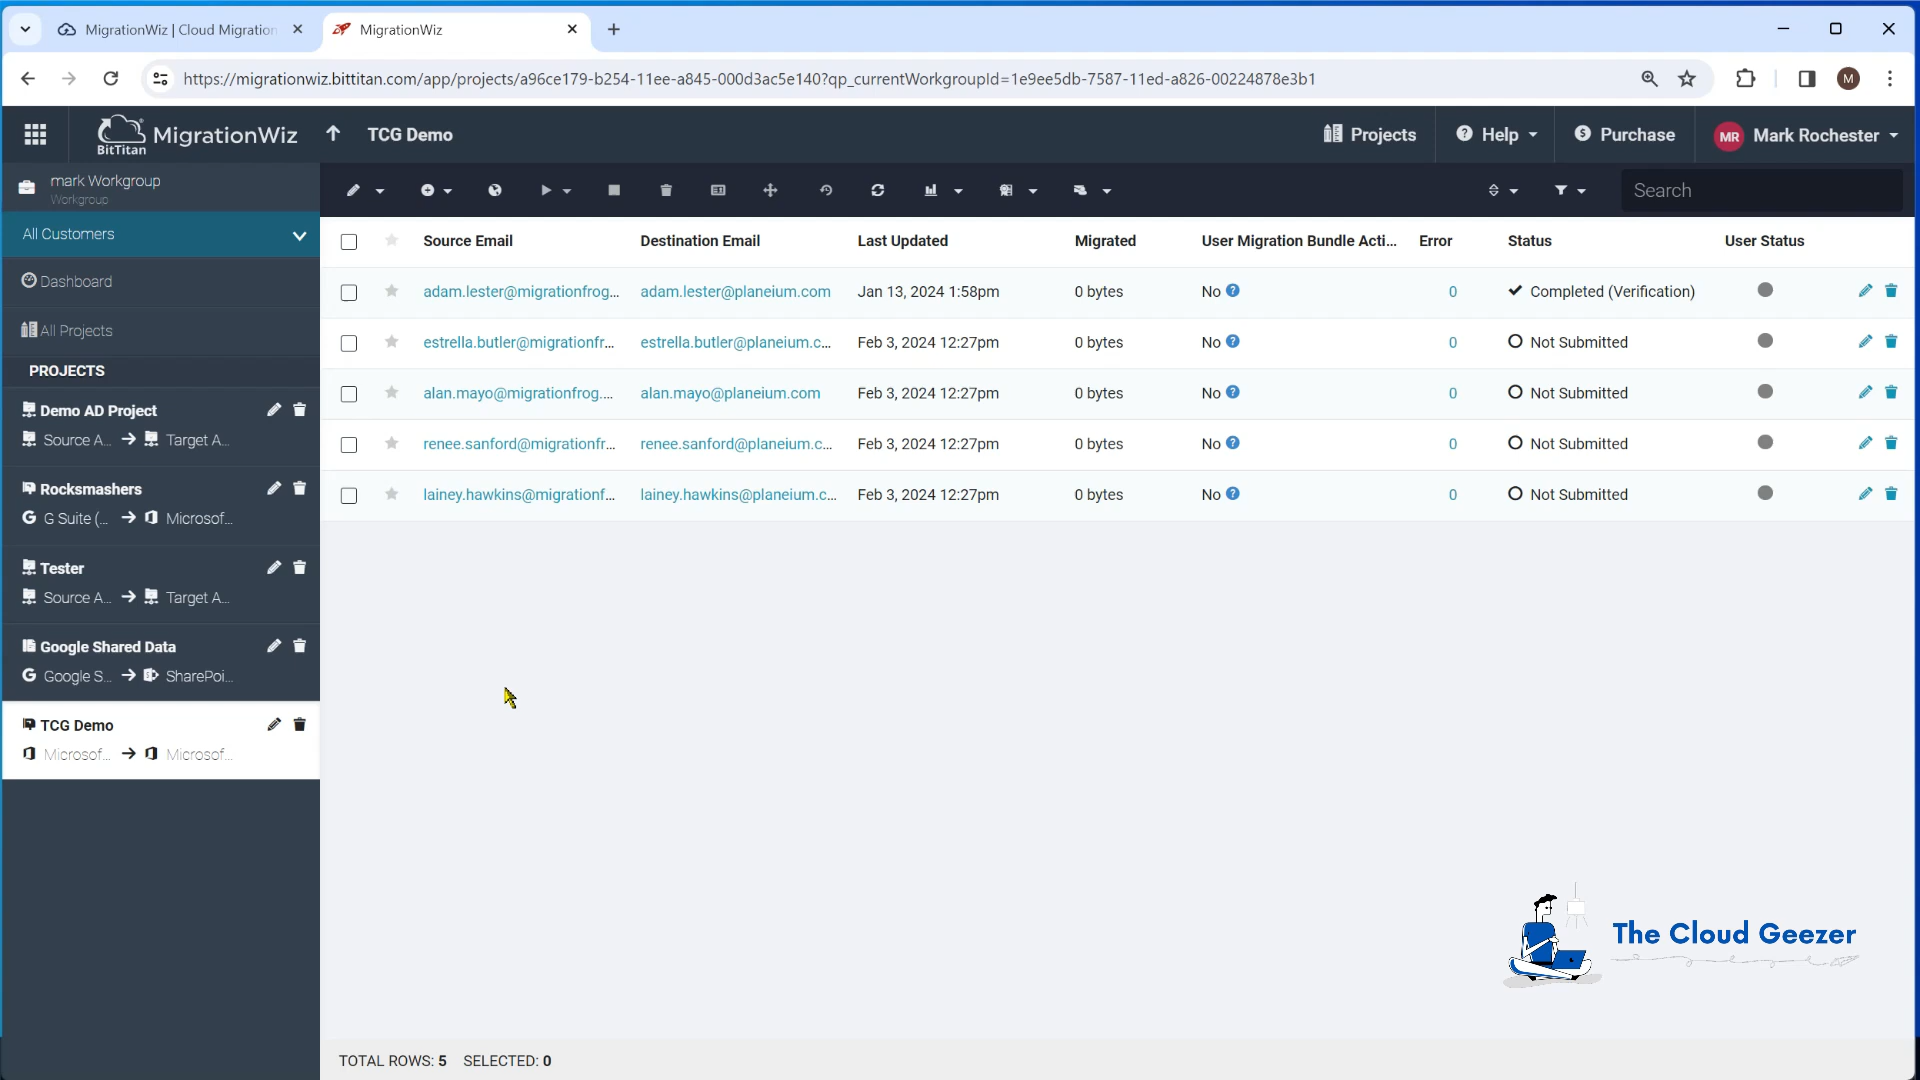 MigrationWiz | Cloud Migration
MigrationWiz
https://migrationwiz.bittitan.com/app/projects/a96ce179-b254-11ee-a845-000d3ac5e140?qp_currentWorkgroupId=1e9ee5db-7587-11ed-a826-00224878e3b1
M
BitTitan
MigrationWiz
TCG Demo
Projects
Help
Purchase
MR
Mark Rochester
mark Workgroup
Workgroup
All Customers
Dashboard
All Projects
PROJECTS
Demo AD Project
Source A... → Target A...
Rocksmashers
G Suite (... → Microsof...
Tester
Source A... → Target A...
Google Shared Data
Google S... → SharePoi...
TCG Demo
Microsof... → Microsof...
Search
Source Email Destination Email Last Updated Migrated User Migration Bundle Acti... Error Status User Status
adam.lester@migrationfrog... adam.lester@planeium.com Jan 13, 2024 1:58pm 0 bytes No 0 Completed (Verification)
estrella.butler@migrationfr... estrella.butler@planeium.c... Feb 3, 2024 12:27pm 0 bytes No 0 Not Submitted
alan.mayo@migrationfrog.... alan.mayo@planeium.com Feb 3, 2024 12:27pm 0 bytes No 0 Not Submitted
renee.sanford@migrationfr... renee.sanford@planeium.c... Feb 3, 2024 12:27pm 0 bytes No 0 Not Submitted
lainey.hawkins@migrationf... lainey.hawkins@planeium.c... Feb 3, 2024 12:27pm 0 bytes No 0 Not Submitted
The Cloud Geezer
TOTAL ROWS: 5 SELECTED: 0